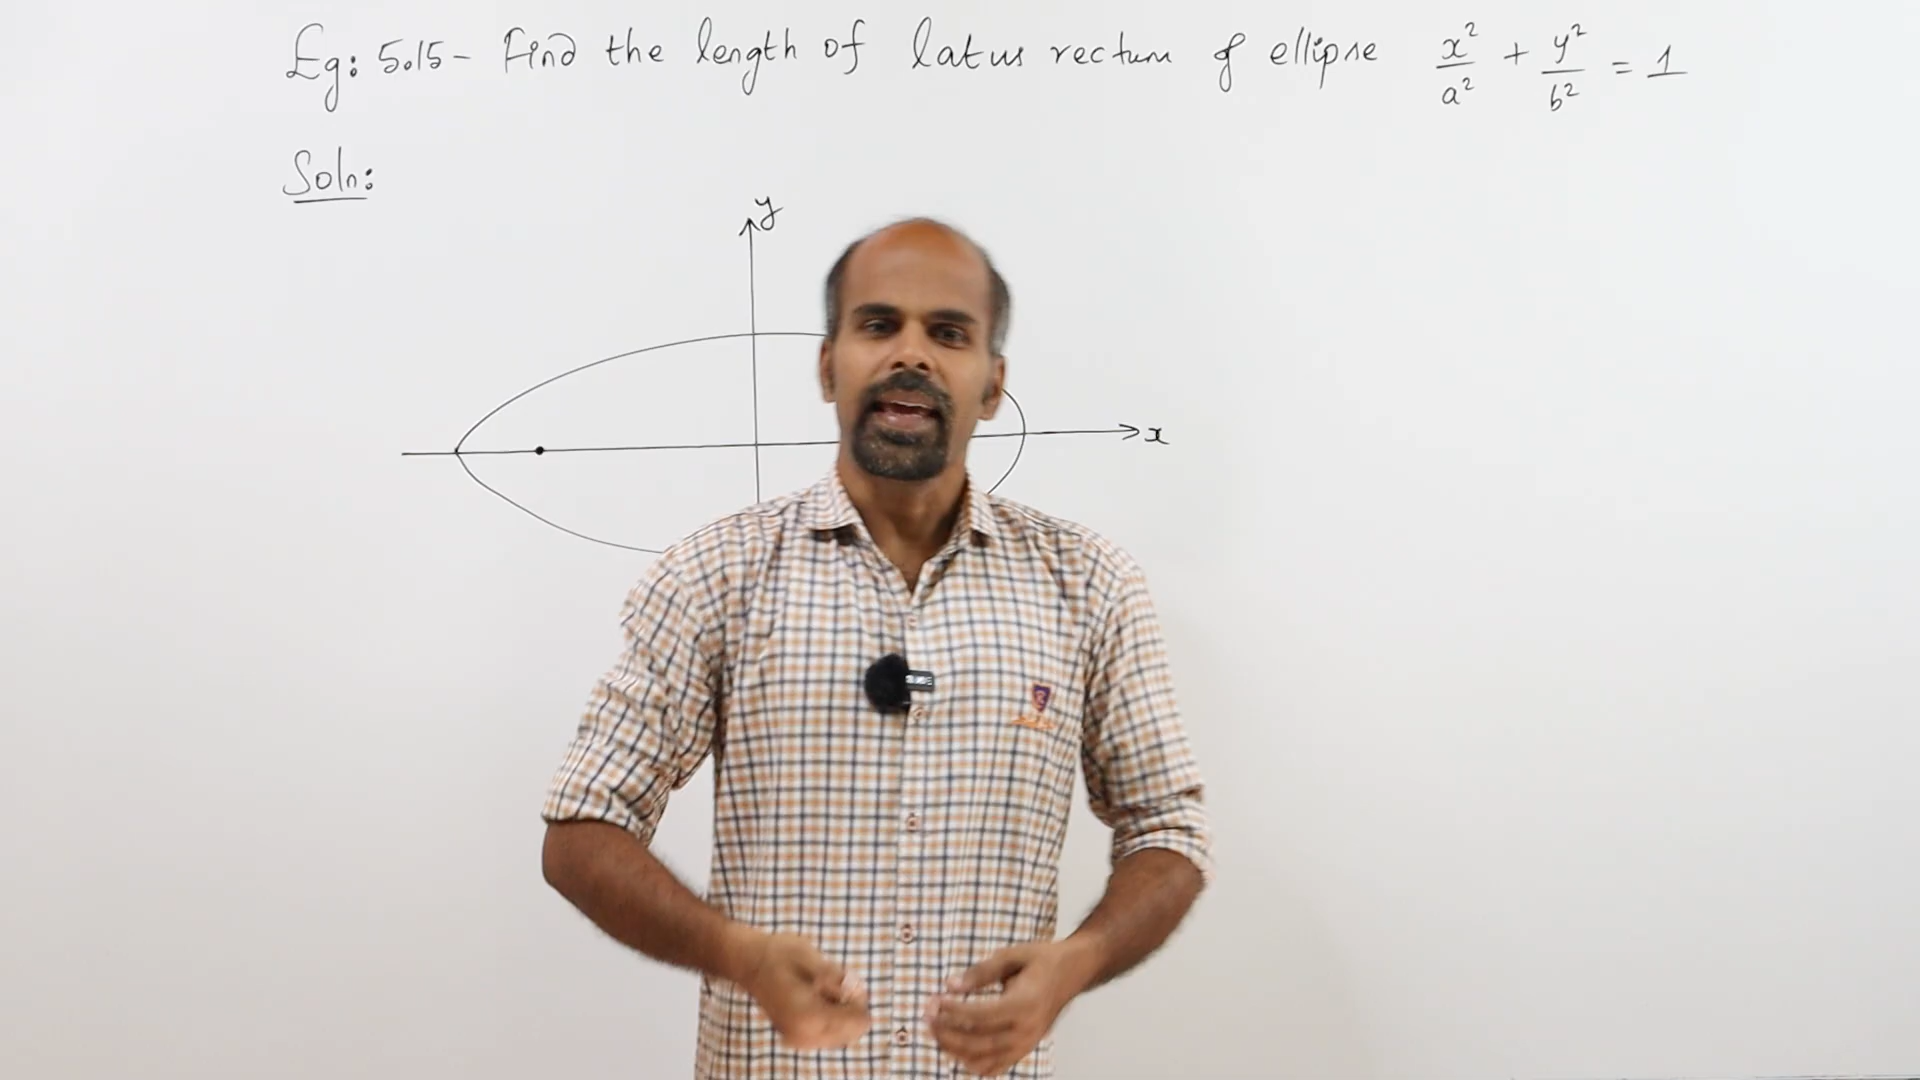 Eg: 5.15 - Find the length of latus rectum of ellipse x²/a² + y²/b² = 1
Soln:
y
x